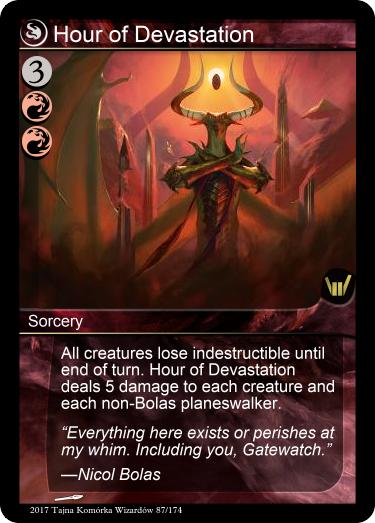 Hour of Devastation
3
Sorcery
All creatures lose indestructible until
end of turn. Hour of Devastation
deals 5 damage to each creature and
each non-Bolas planeswalker.
“Everything here exists or perishes at
my whim. Including you, Gatewatch.”
—Nicol Bolas
2017 Tajna Komórka Wizardów 87/174